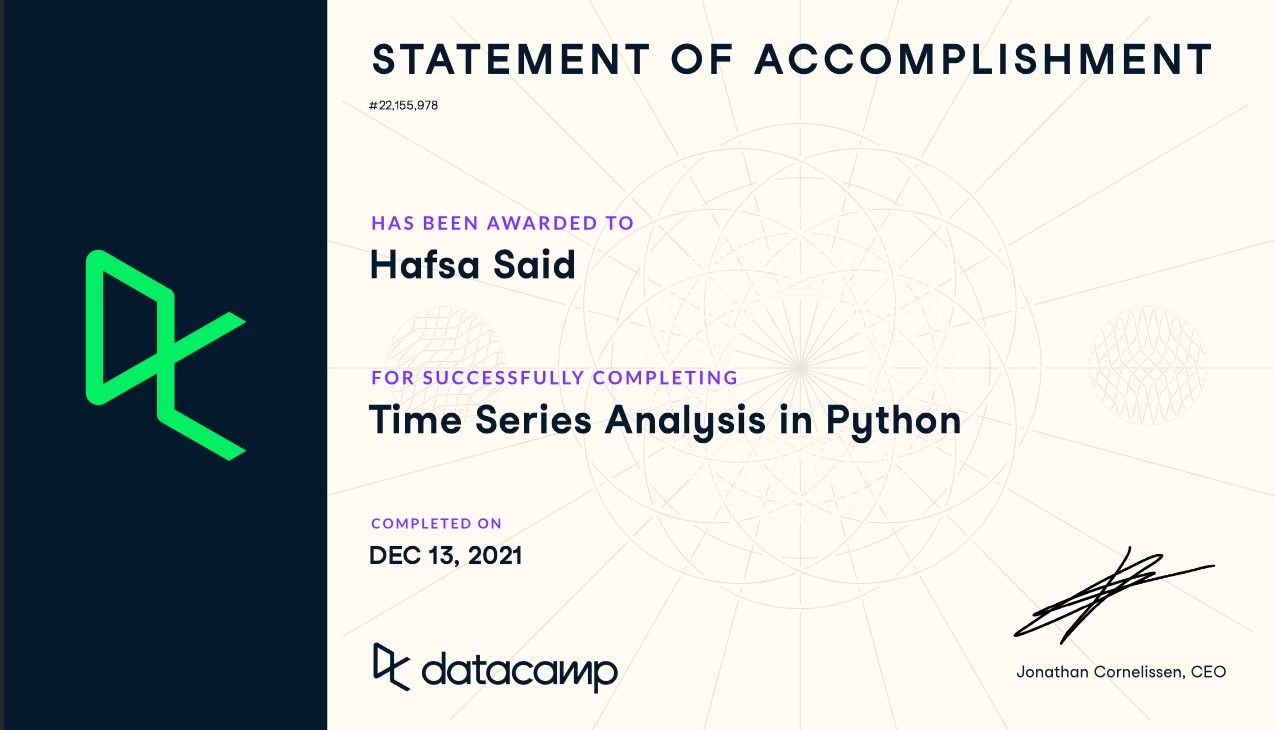 STATEMENT OF ACCOMPLISHMENT
#22,155,978
HAS BEEN AWARDED TO
Hafsa Said
FOR SUCCESSFULLY COMPLETING
Time Series Analysis in Python
COMPLETED ON
DEC 13, 2021
datacamp
Jonathan Cornelissen, CEO